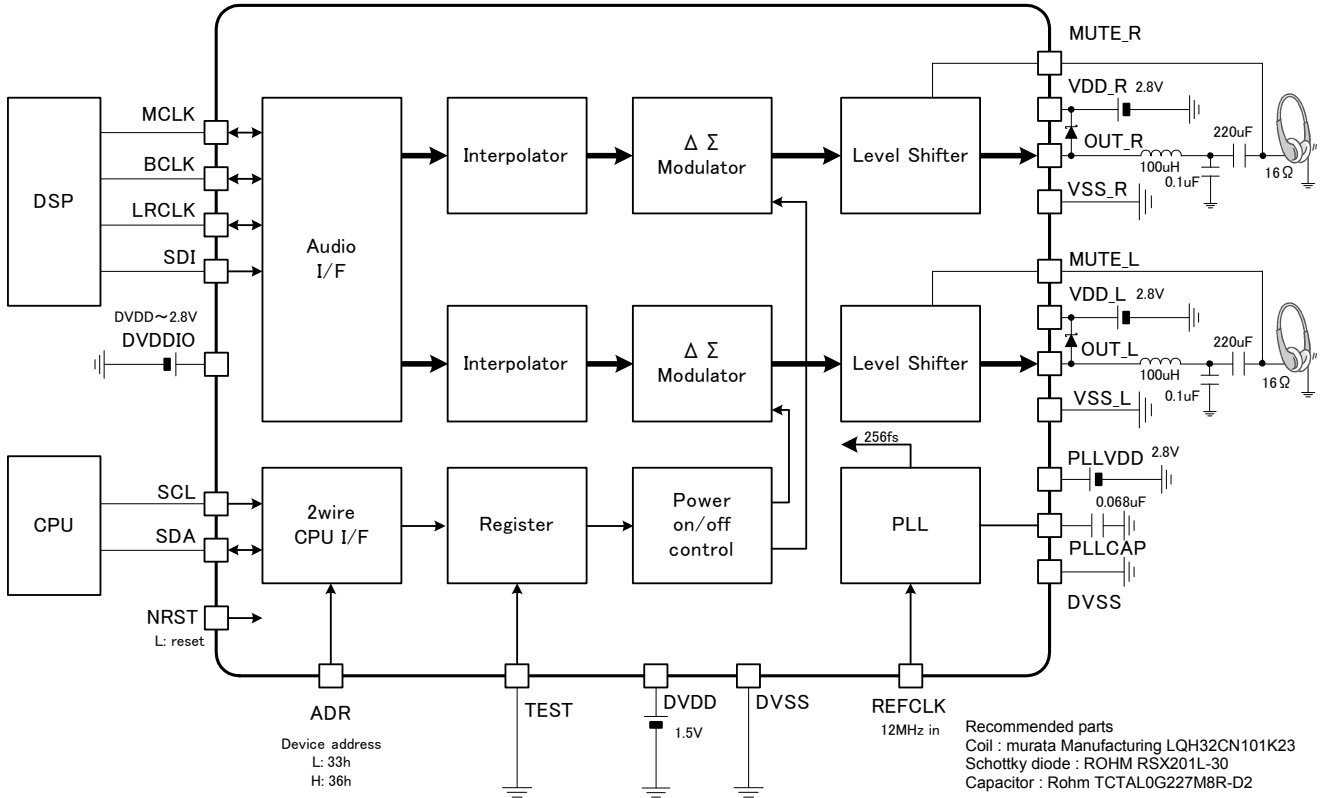 MUTE_R
VDD_R 2.8V
OUT_R
100uH
0.1uF
220uF
16Ω
VSS_R
DSP
MCLK
BCLK
LRCLK
SDI
Audio
I/F
Interpolator
Δ Σ
Modulator
Level Shifter
DVDD~2.8V
DVDDIO
Interpolator
Δ Σ
Modulator
Level Shifter
MUTE_L
VDD_L 2.8V
OUT_L
100uH
0.1uF
220uF
16Ω
VSS_L
CPU
SCL
SDA
NRST
L: reset
2wire
CPU I/F
Register
Power
on/off
control
256fs
PLL
PLLVDD 2.8V
0.068uF
PLLCAP
DVSS
ADR
Device address
L: 33h
H: 36h
TEST
DVDD
1.5V
DVSS
REFCLK
12MHz in
Recommended parts
Coil : murata Manufacturing LQH32CN101K23
Schottky diode : ROHM RSX201L-30
Capacitor : Rohm TCTAL0G227M8R-D2